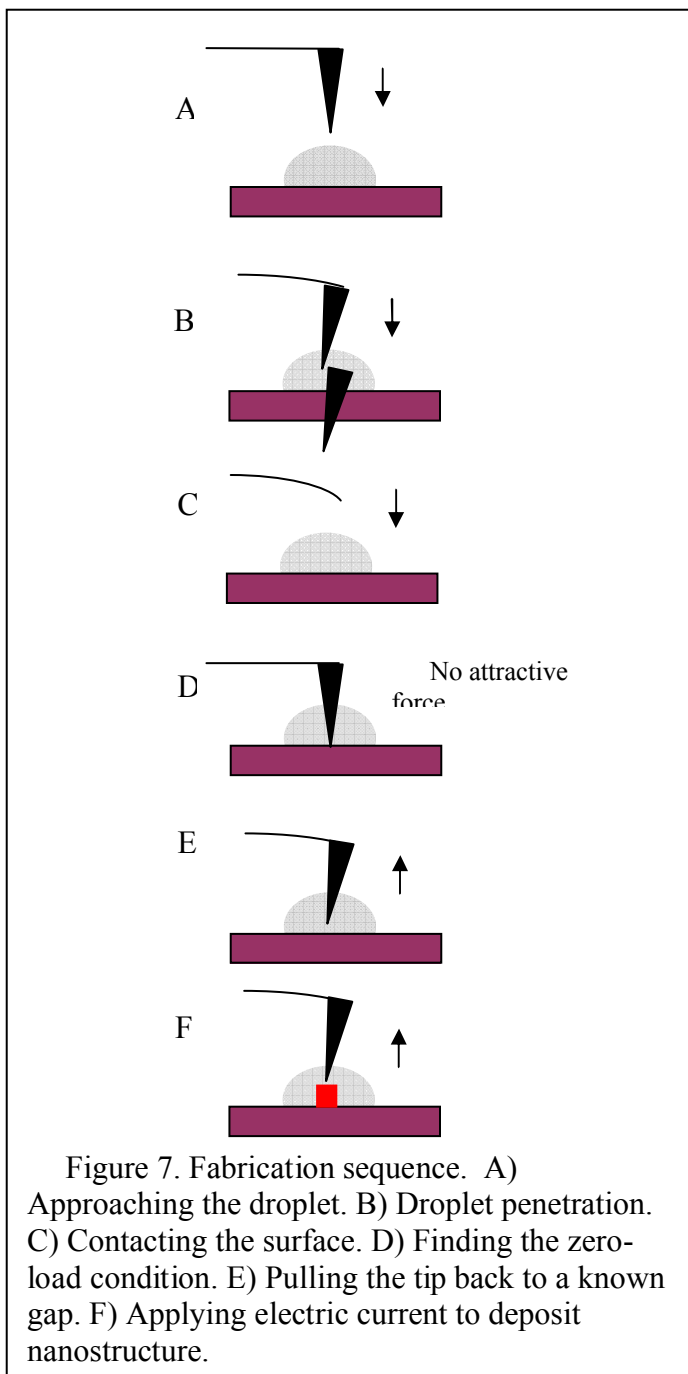 A
B
C
D
No attractive
force
E
F
Figure 7. Fabrication sequence.  A)
Approaching the droplet. B) Droplet penetration.
C) Contacting the surface. D) Finding the zero-
load condition. E) Pulling the tip back to a known
gap. F) Applying electric current to deposit
nanostructure.